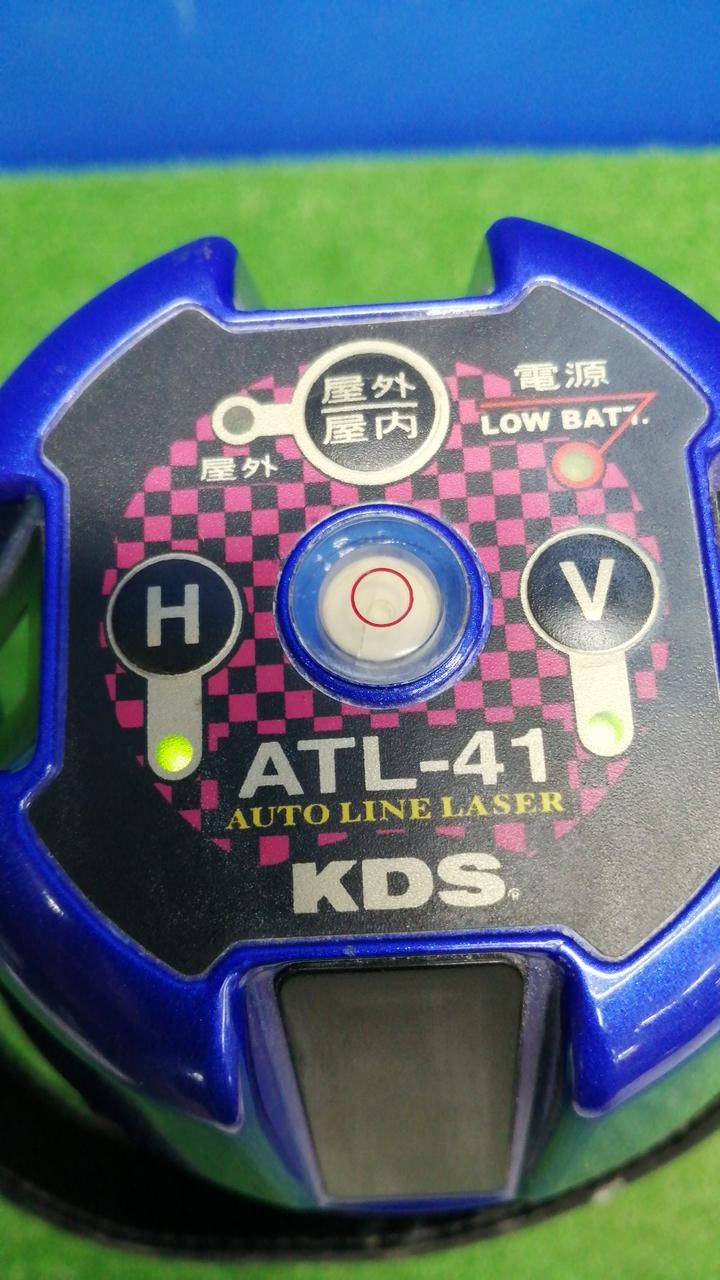 屋外
屋内
電源
LOW BATT.
屋外
H
V
ATL-41
AUTO LINE LASER
KDS®